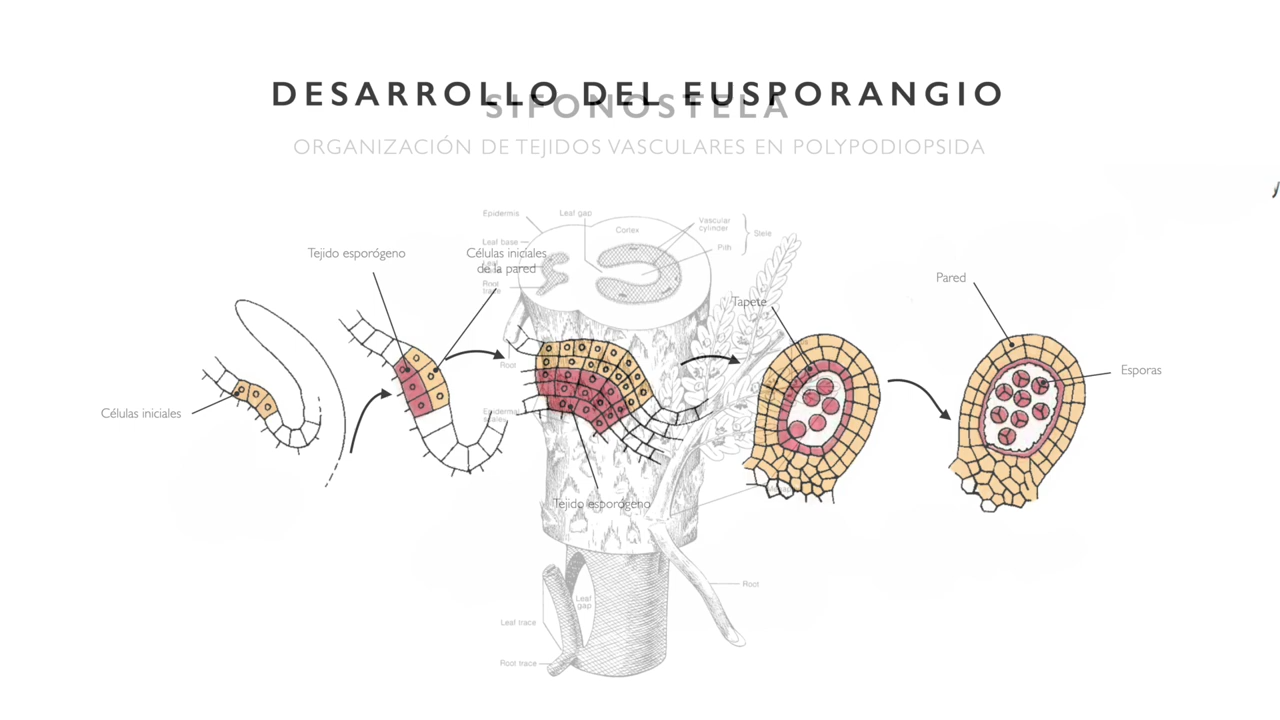 DESARROLLO DEL EUSPORANGIO
SIFONOSTELA
ORGANIZACIÓN DE TEJIDOS VASCULARES EN POLYPODIOPSIDA
Epidermis
Leaf gap
Cortex
Vascular
cylinder
Stele
Pith
Leaf base
Root
trace
Tejido esporógeno
Células iniciales
de la pared
Tapete
Pared
Esporas
Células iniciales
Root
Epidermal
Tejido esporógeno
Leaf
gap
Root
Leaf trace
Root trace